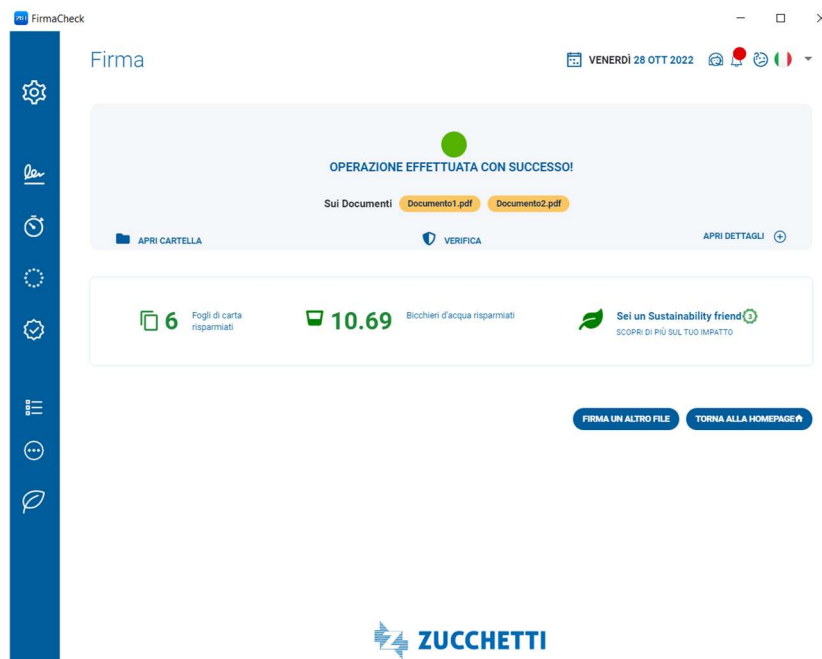 FirmaCheck
Firma
VENERDÌ 28 OTT 2022
OPERAZIONE EFFETTUATA CON SUCCESSO!
Sui Documenti Documento1.pdf Documento2.pdf
APRI CARTELLA VERIFICA APRI DETTAGLI
6 Fogli di carta risparmiati
10.69 Bicchieri d'acqua risparmiati
Sei un Sustainability friend 3
SCOPRI DI PIÙ SUL TUO IMPATTO
FIRMA UN ALTRO FILE TORNA ALLA HOMEPAGE
ZUCCHETTI